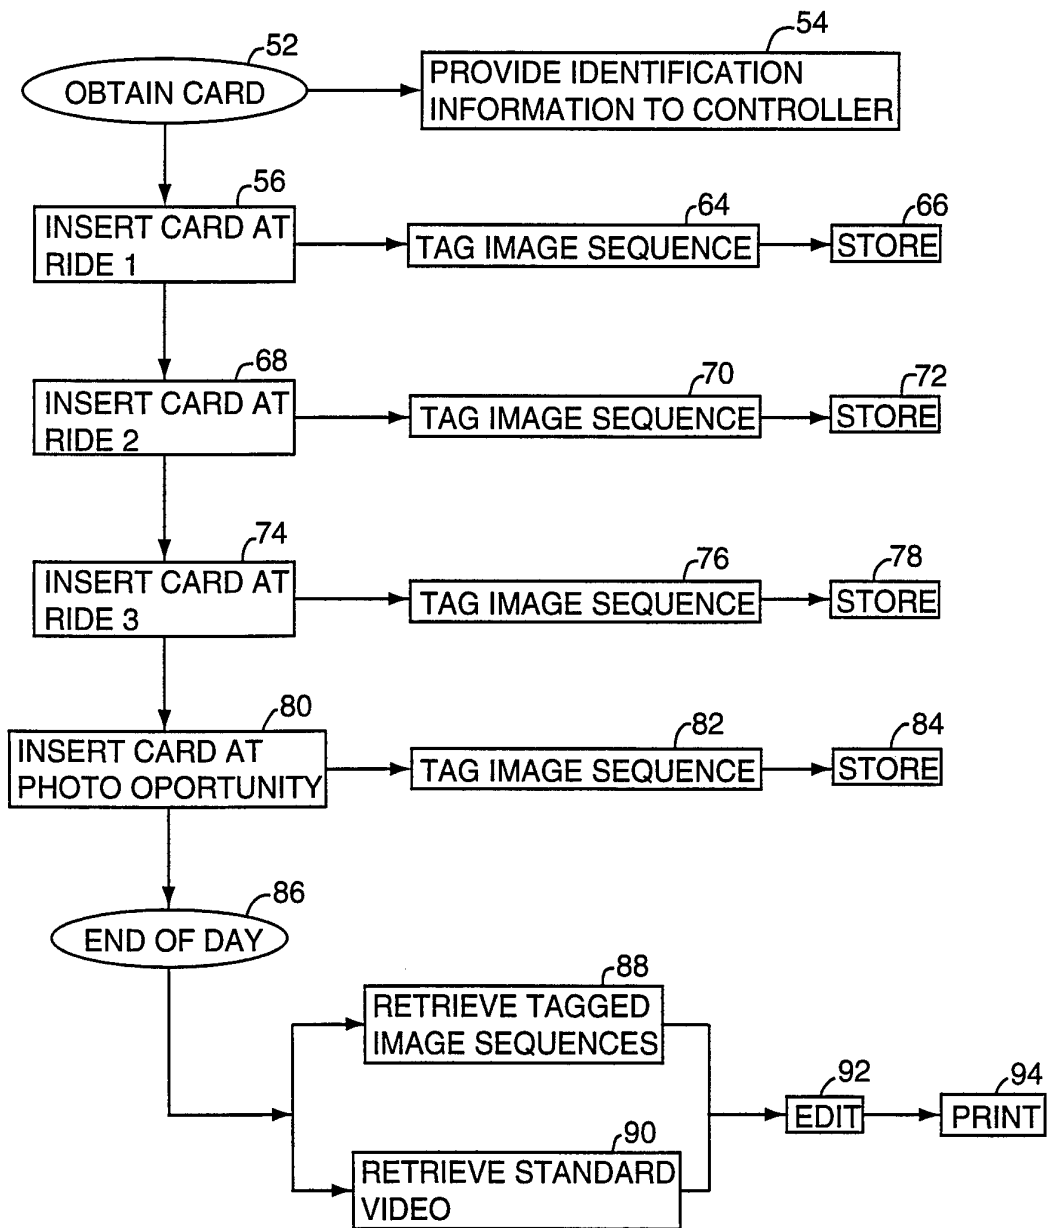 52
OBTAIN CARD
54
PROVIDE IDENTIFICATION
INFORMATION TO CONTROLLER
56
INSERT CARD AT
RIDE 1
64
TAG IMAGE SEQUENCE
66
STORE
68
INSERT CARD AT
RIDE 2
70
TAG IMAGE SEQUENCE
72
STORE
74
INSERT CARD AT
RIDE 3
76
TAG IMAGE SEQUENCE
78
STORE
80
INSERT CARD AT
PHOTO OPORTUNITY
82
TAG IMAGE SEQUENCE
84
STORE
86
END OF DAY
88
RETRIEVE TAGGED
IMAGE SEQUENCES
90
RETRIEVE STANDARD
VIDEO
92
EDIT
94
PRINT